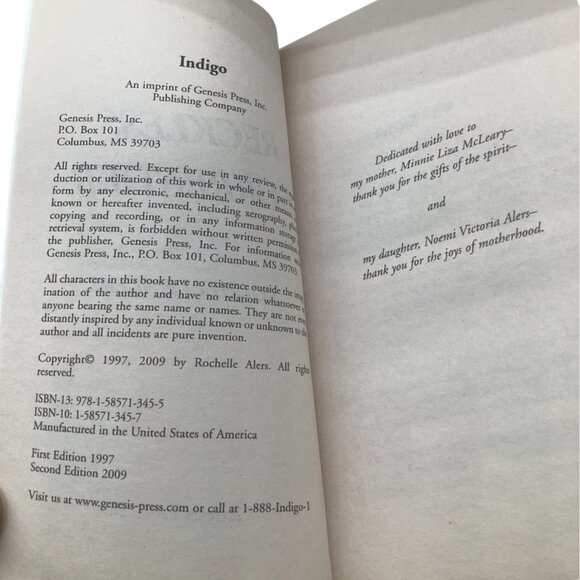 Indigo
An imprint of Genesis Press, Inc.
Publishing Company
Genesis Press, Inc.
P.O. Box 101
Columbus, MS 39703
All rights reserved. Except for use in any review, the
duction or utilization of this work in whole or in part in
form by any electronic, mechanical, or other means,
known or hereafter invented, including xerography,
copying and recording, or in any information storage
retrieval system, is forbidden without written permission
the publisher, Genesis Press, Inc. For information write
Genesis Press, Inc., P.O. Box 101, Columbus, MS 39703.
All characters in this book have no existence outside the
ination of the author and have no relation whatsoever
anyone bearing the same name or names. They are not even
distantly inspired by any individual known or unknown to the
author and all incidents are pure invention.
Copyright© 1997, 2009 by Rochelle Alers. All rights
reserved.
ISBN-13: 978-1-58571-345-5
ISBN-10: 1-58571-345-7
Manufactured in the United States of America
First Edition 1997
Second Edition 2009
Visit us at www.genesis-press.com or call at 1-888-Indigo-1
Dedicated with love to
my mother, Minnie Liza McLeary–
thank you for the gifts of the spirit–
and
my daughter, Noemi Victoria Alers–
thank you for the joys of motherhood.